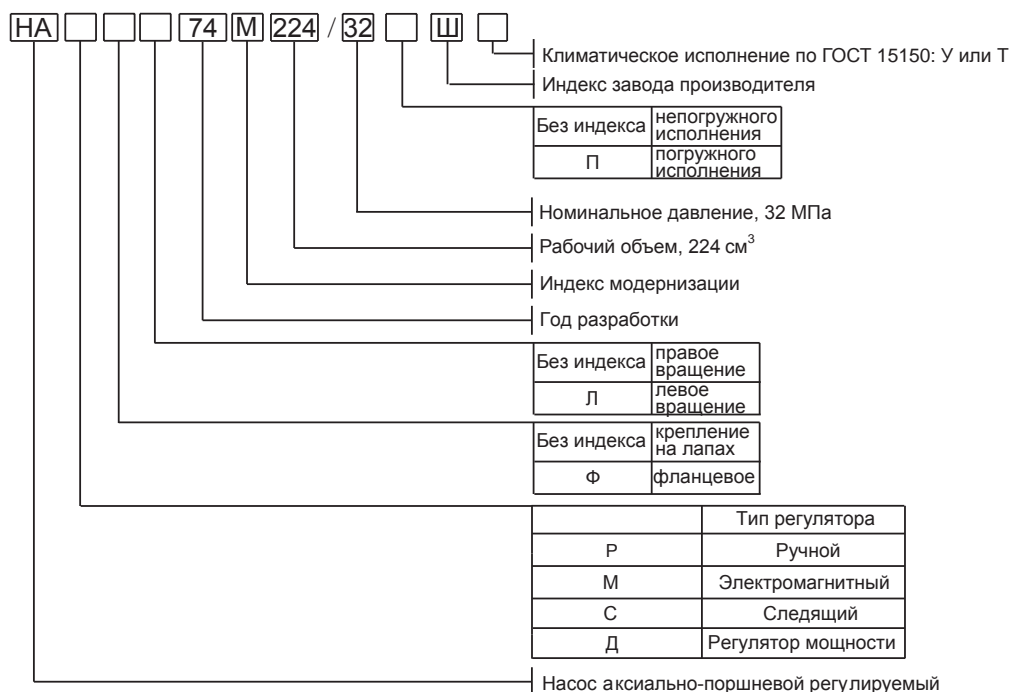 НА 74 М 224 / 32 Ш
Климатическое исполнение по ГОСТ 15150: У или Т
Индекс завода производителя
Без индекса непогружного исполнения
П погружного исполнения
Номинальное давление, 32 МПа
Рабочий объем, 224 см³
Индекс модернизации
Год разработки
Без индекса правое вращение
Л левое вращение
Без индекса крепление на лапах
Ф фланцевое
Тип регулятора
Р Ручной
М Электромагнитный
С Следящий
Д Регулятор мощности
Насос аксиально-поршневой регулируемый